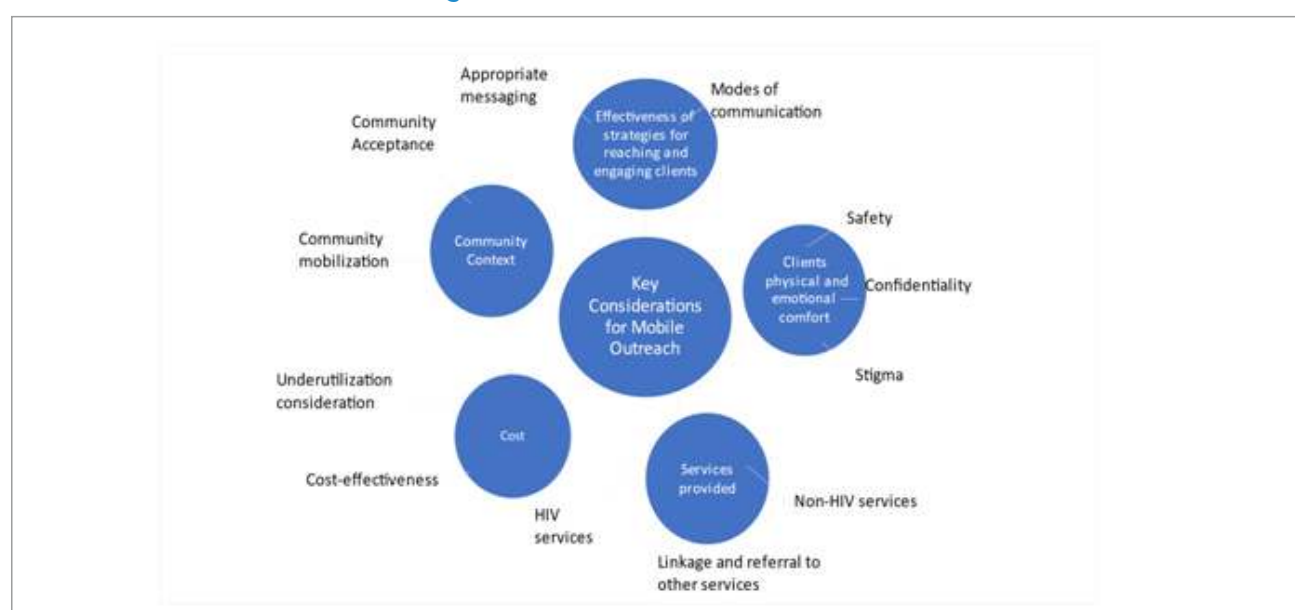 Appropriate
messaging
Effectiveness of
strategies for
reaching and
engaging clients
Modes of
communication
Community
Acceptance
Community
Context
Community
mobilization
Safety
Clients
physical and
emotional
comfort
Confidentiality
Stigma
Key
Considerations
for Mobile
Outreach
Underutilization
consideration
Cost
Cost-effectiveness
HIV
services
Services
provided
Non-HIV services
Linkage and referral to
other services